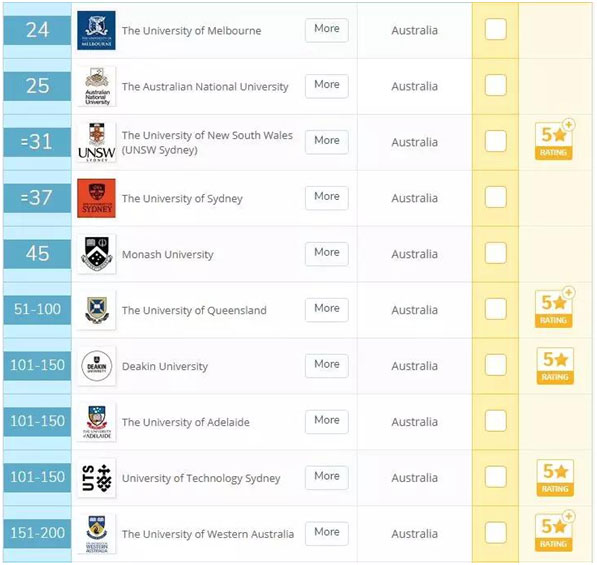 24
MELBOURNE
The University of Melbourne
More
Australia
25
Australian
National
University
The Australian National University
More
Australia
=31
UNSW
SYDNEY
The University of New South Wales
(UNSW Sydney)
More
Australia
5
+
RATING
=37
SYDNEY
The University of Sydney
More
Australia
45
Monash University
More
Australia
51-100
The University of Queensland
More
Australia
5
+
RATING
101-150
DEAKIN
Deakin University
More
Australia
5
RATING
101-150
THE UNIVERSITY
of ADELAIDE
The University of Adelaide
More
Australia
101-150
UTS
University of Technology Sydney
More
Australia
5
RATING
151-200
WESTERN
AUSTRALIA
The University of Western Australia
More
Australia
5
+
RATING